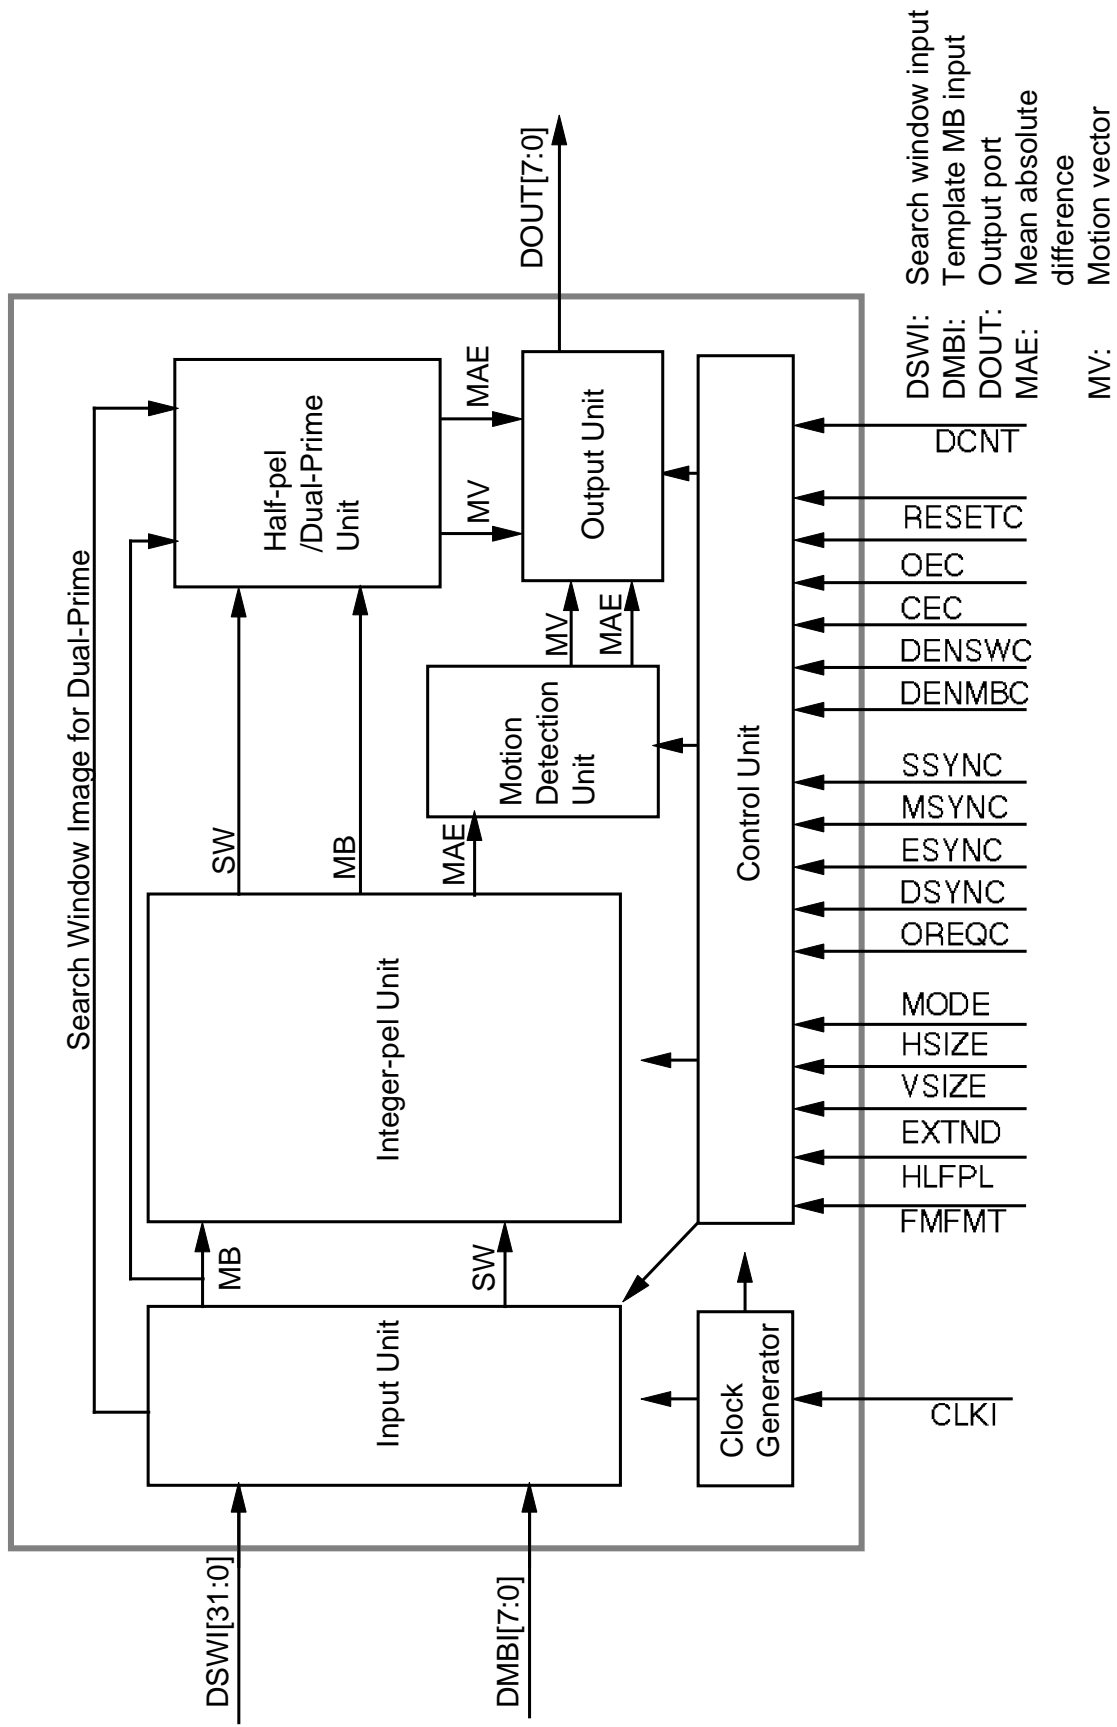 Search Window Image for Dual-Prime
DSWI[31:0]
DMBI[7:0]
Input Unit
MB
SW
Integer-pel Unit
SW
MB
MAE
Half-pel
/Dual-Prime
Unit
MV
MAE
Motion
Detection
Unit
MV
MAE
Output Unit
DOUT[7:0]
Clock
Generator
Control Unit
CLKI
FMFMT
HLFPL
EXTND
VSIZE
HSIZE
MODE
OREQC
DSYNC
ESYNC
MSYNC
SSYNC
DENMBC
DENSWC
CEC
OEC
RESETC
DCNT
DSWI: Search window input
DMBI: Template MB input
DOUT: Output port
MAE: Mean absolute
difference
MV: Motion vector